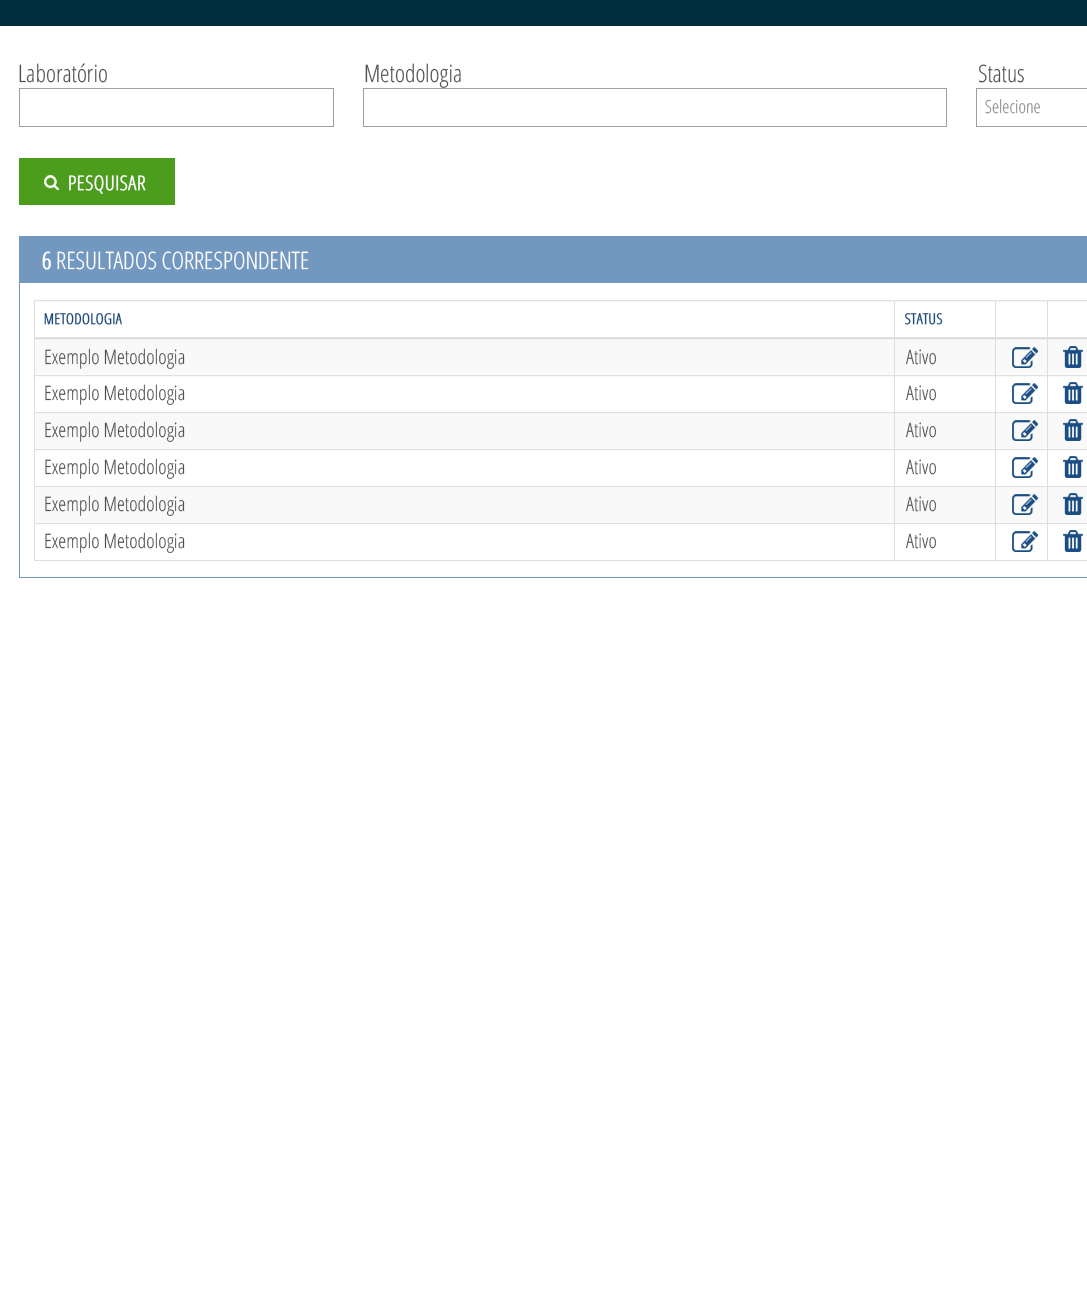 Laboratório Metodologia Status
Selecione
PESQUISAR
6 RESULTADOS CORRESPONDENTE
METODOLOGIA STATUS
Exemplo Metodologia Ativo
Exemplo Metodologia Ativo
Exemplo Metodologia Ativo
Exemplo Metodologia Ativo
Exemplo Metodologia Ativo
Exemplo Metodologia Ativo